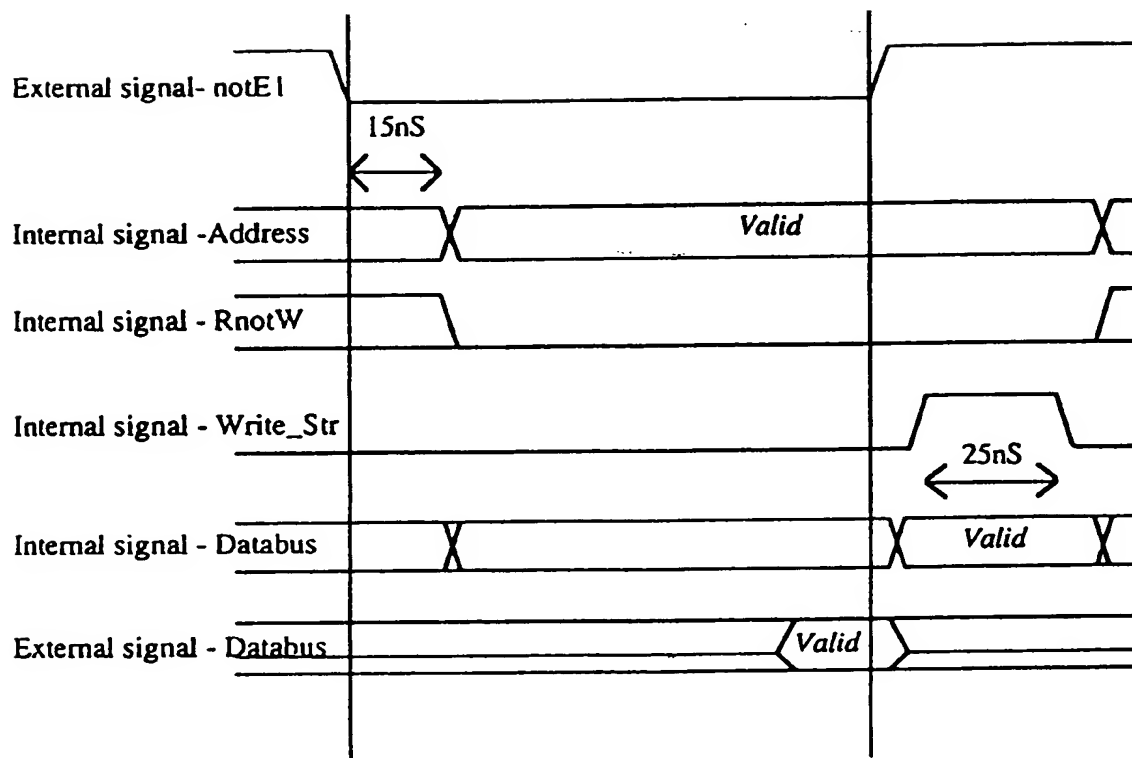 External signal- notE1
15nS
Internal signal -Address
Valid
Internal signal - RnotW
Internal signal - Write_Str
25nS
Internal signal - Databus
Valid
External signal - Databus
Valid